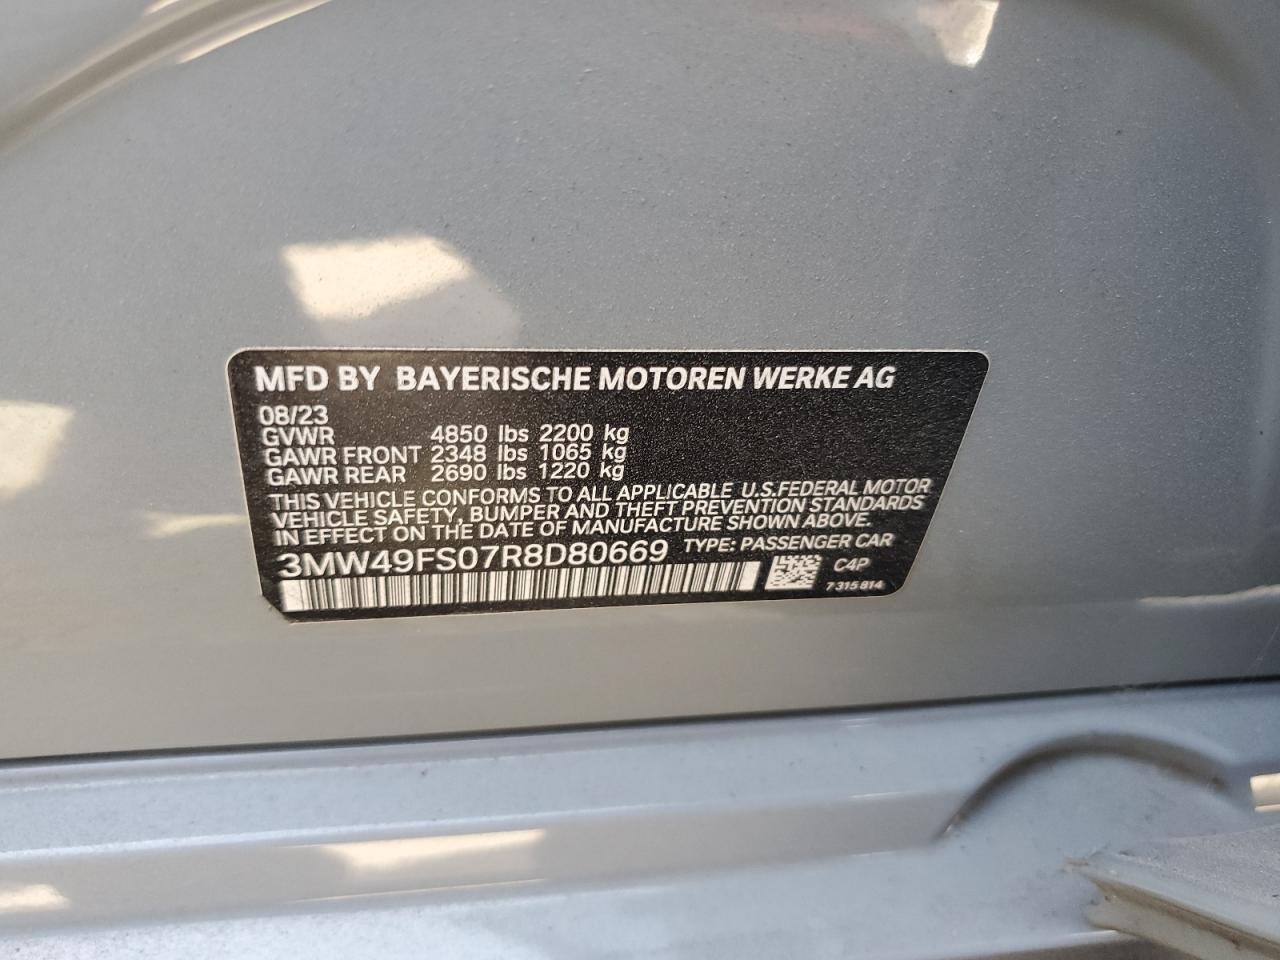 MFD BY BAYERISCHE MOTOREN WERKE AG
08/23
GVWR 4850 lbs 2200 kg
GAWR FRONT 2348 lbs 1065 kg
GAWR REAR 2690 lbs 1220 kg
THIS VEHICLE CONFORMS TO ALL APPLICABLE U.S.FEDERAL MOTOR
VEHICLE SAFETY, BUMPER AND THEFT PREVENTION STANDARDS
IN EFFECT ON THE DATE OF MANUFACTURE SHOWN ABOVE.
3MW49FS07R8D80669 TYPE: PASSENGER CAR
C4P
7 315 814